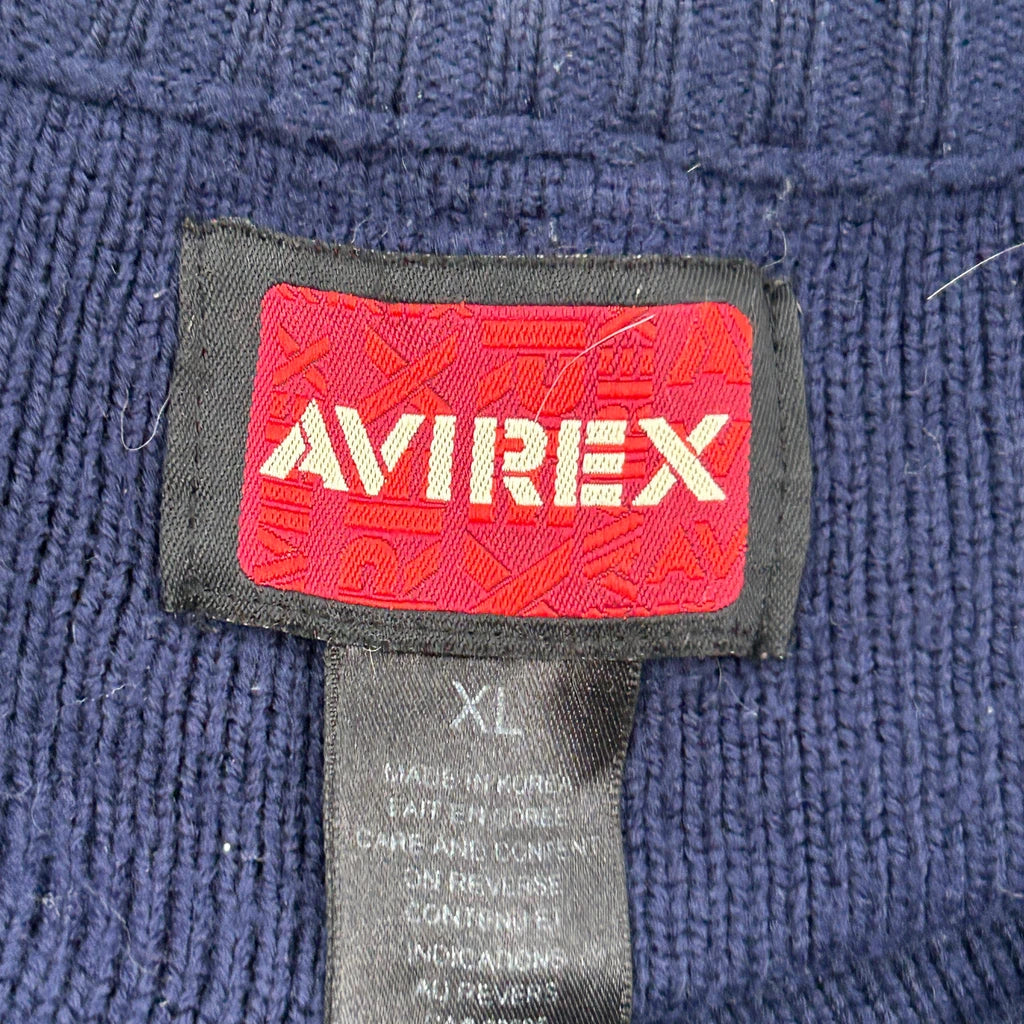 AVIREX
XL
MADE IN KOREA
FAIT EN COREE
CARE AND CONTENT
ON REVERSE
CONTENU ET
INDICATIONS
AU REVERS